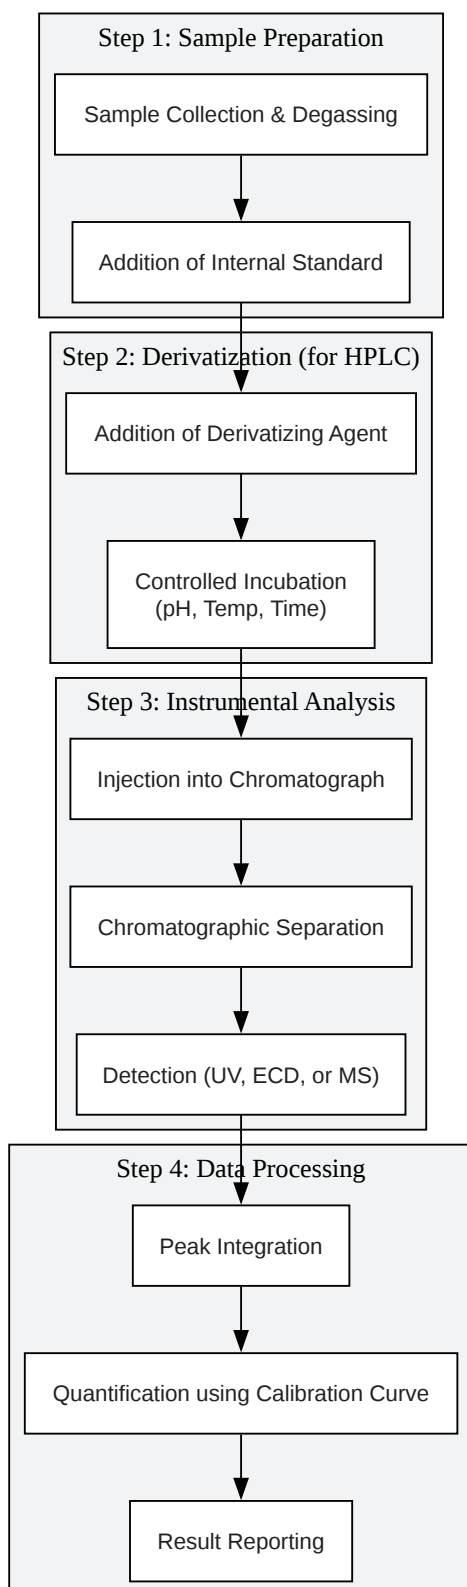 Step 1: Sample Preparation
Sample Collection & Degassing
Addition of Internal Standard
Step 2: Derivatization (for HPLC)
Addition of Derivatizing Agent
Controlled Incubation
(pH, Temp, Time)
Step 3: Instrumental Analysis
Injection into Chromatograph
Chromatographic Separation
Detection (UV, ECD, or MS)
Step 4: Data Processing
Peak Integration
Quantification using Calibration Curve
Result Reporting